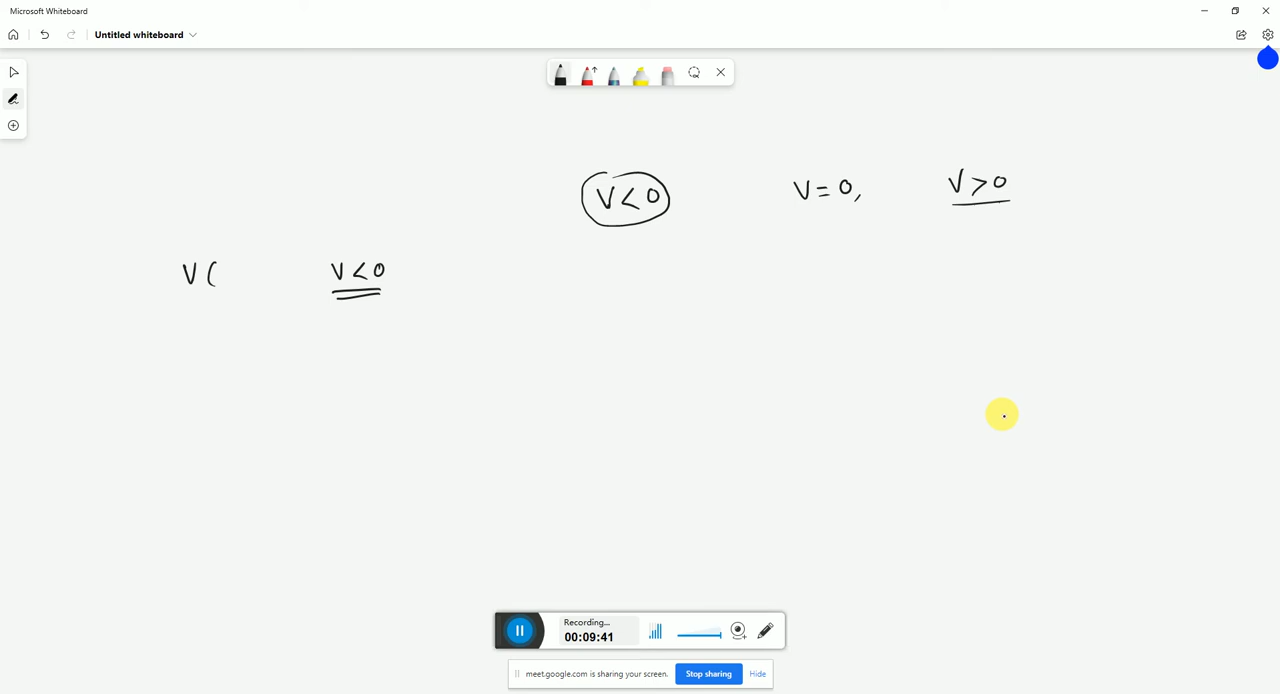 Microsoft Whiteboard
Untitled whiteboard
V<0 V=0, V>0
V( V<0
Recording...
00:09:41
meet.google.com is sharing your screen. Stop sharing Hide